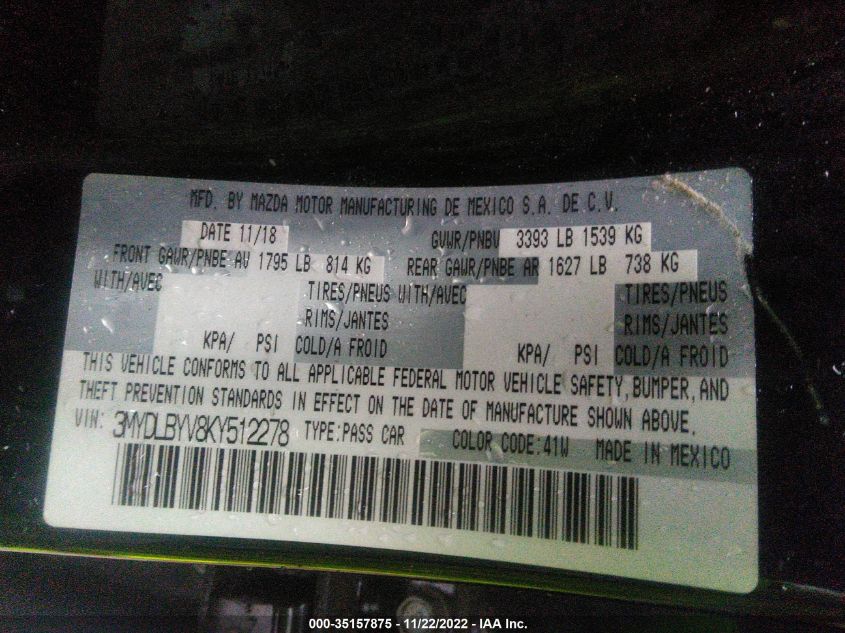 MFD. BY MAZDA MOTOR MANUFACTURING DE MEXICO S.A. DE C.V.
DATE 11/18 GVWR/PNBV 3393 LB 1539 KG
FRONT GAWR/PNBE AV 1795 LB 814 KG REAR GAWR/PNBE AR 1627 LB 738 KG
WITH/AVEC TIRES/PNEUS WITH/AVEC TIRES/PNEUS
RIMS/JANTES RIMS/JANTES
KPA/ PSI COLD/A FROID KPA/ PSI COLD/A FROID
THIS VEHICLE CONFORMS TO ALL APPLICABLE FEDERAL MOTOR VEHICLE SAFETY, BUMPER, AND
THEFT PREVENTION STANDARDS IN EFFECT ON THE DATE OF MANUFACTURE SHOWN ABOVE.
VIN: 3MYDLBYV8KY512278 TYPE:PASS CAR COLOR CODE:41W MADE IN MEXICO
000-35157875 - 11/22/2022 - IAA Inc.